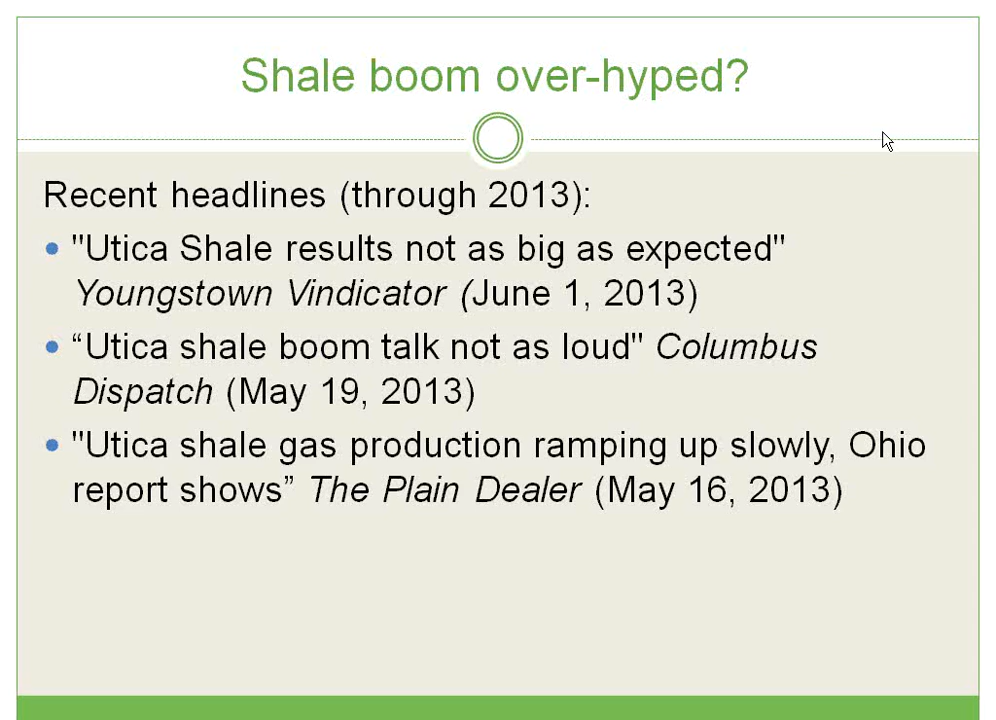 Shale boom over-hyped?
Recent headlines (through 2013):
• "Utica Shale results not as big as expected"
Youngstown Vindicator (June 1, 2013)
• “Utica shale boom talk not as loud" Columbus
Dispatch (May 19, 2013)
• "Utica shale gas production ramping up slowly, Ohio
report shows” The Plain Dealer (May 16, 2013)